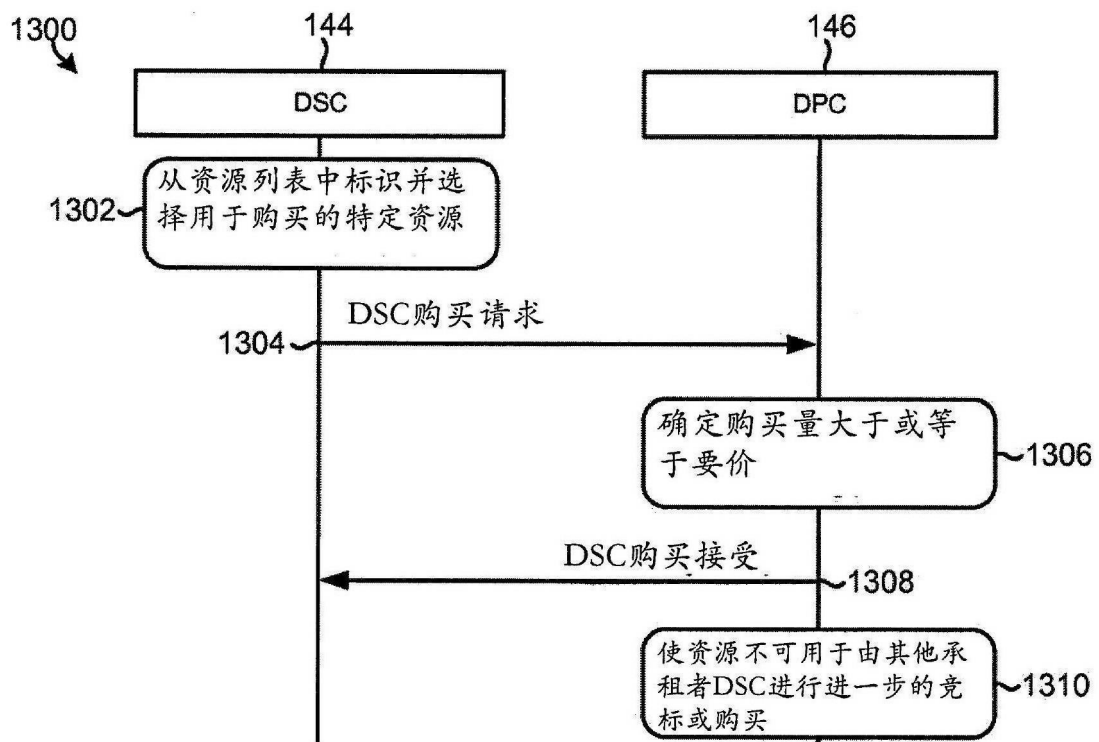 1300
144
146
DSC
DPC
1302
从资源列表中标识并选
择用于购买的特定资源
DSC购买请求
1304
确定购买量大于或等
于要价
1306
DSC购买接受
1308
使资源不可用于由其他承
租者DSC进行进一步的竞
标或购买
1310